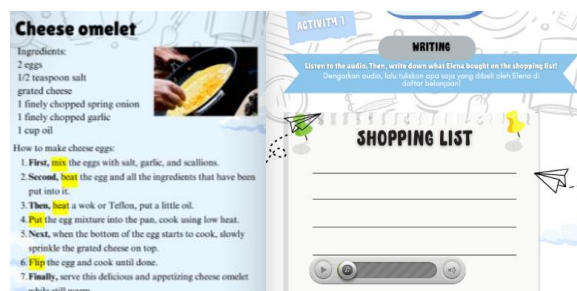 Cheese omelet
Ingredients:
2 eggs
1/2 teaspoon salt
grated cheese
1 finely chopped spring onion
1 finely chopped garlic
1 cup oil
How to make cheese eggs:
1. First, mix the eggs with salt, garlic, and scallions.
2. Second, beat the egg and all the ingredients that have been
put into it.
3. Then, heat a wok or Teflon, put a little oil.
4. Put the egg mixture into the pan, cook using low heat.
5. Next, when the bottom of the egg starts to cook, slowly
sprinkle the grated cheese on top.
6. Flip the egg and cook until done.
7. Finally, serve this delicious and appetizing cheese omelet
while still warm
ACTIVITY 1
WRITING
Listen to the audio. Then, write down what Elena bought on the shopping list!
Dengarkan audio, lalu tuliskan apa saja yang dibeli oleh Elena di
daftar belanjaan!
SHOPPING LIST